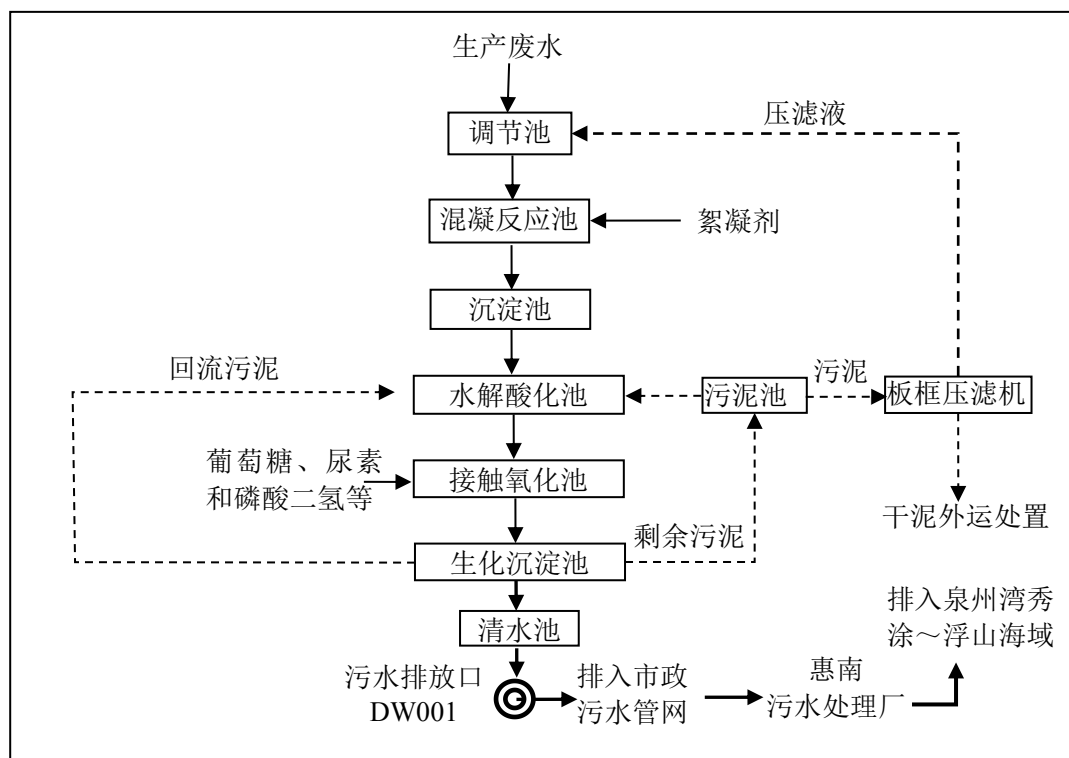 生产废水
压滤液
调节池
混凝反应池
絮凝剂
沉淀池
回流污泥
水解酸化池
污泥池
污泥
板框压滤机
葡萄糖、尿素
和磷酸二氢等
接触氧化池
干泥外运处置
剩余污泥
生化沉淀池
清水池
排入泉州湾秀
涂～浮山海域
污水排放口
DW001
排入市政
污水管网
惠南
污水处理厂